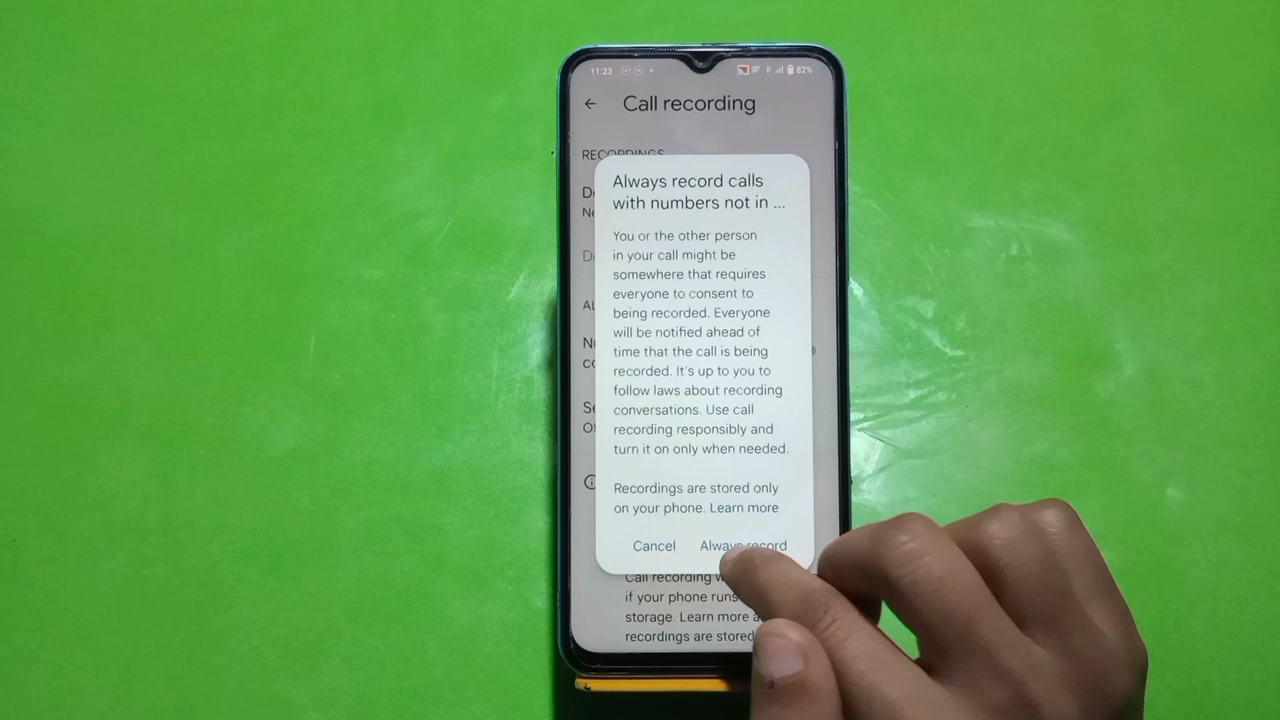 11:23
82%
Call recording
RECORDINGS
Always record calls
with numbers not in ...
You or the other person
in your call might be
somewhere that requires
everyone to consent to
being recorded. Everyone
will be notified ahead of
time that the call is being
recorded. It's up to you to
follow laws about recording
conversations. Use call
recording responsibly and
turn it on only when needed.
Recordings are stored only
on your phone. Learn more
Cancel Always record
Call recording
if your phone runs
storage. Learn more
recordings are stored